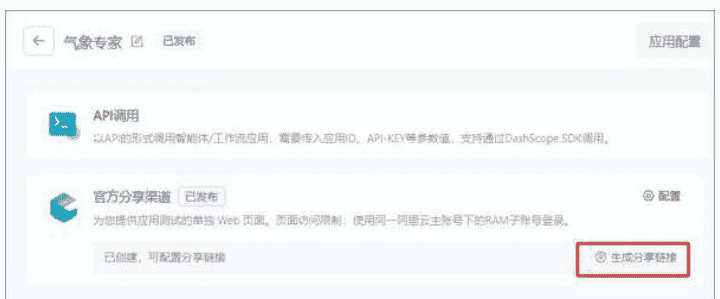 气象专家 已发布 应用配置
API调用
以API的形式调用智能体/工作流应用，需要传入应用ID、API-KEY等参数值，支持通过DashScope SDK调用。
官方分享渠道 已发布 配置
为您提供应用测试的单独 Web 页面。页面访问限制：使用同一阿里云主账号下的RAM子账号登录。
已创建，可配置分享链接 生成分享链接